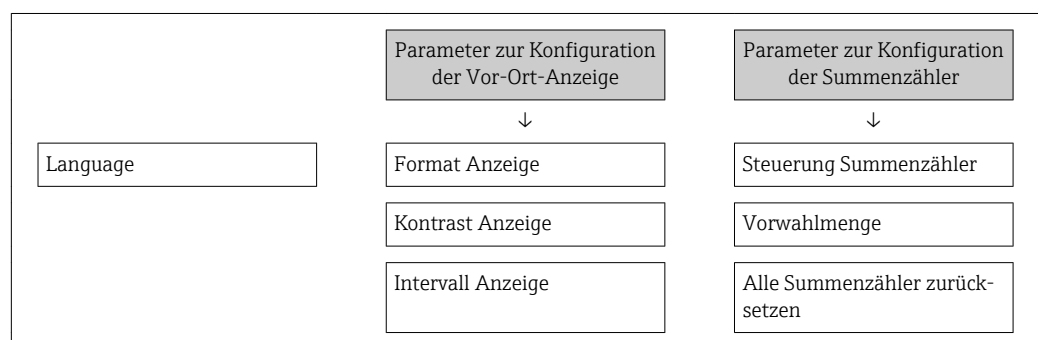 Parameter zur Konfiguration
der Vor-Ort-Anzeige
Parameter zur Konfiguration
der Summenzähler
↓
↓
Language
Format Anzeige
Steuerung Summenzähler
Kontrast Anzeige
Vorwahlmenge
Intervall Anzeige
Alle Summenzähler zurück-
setzen